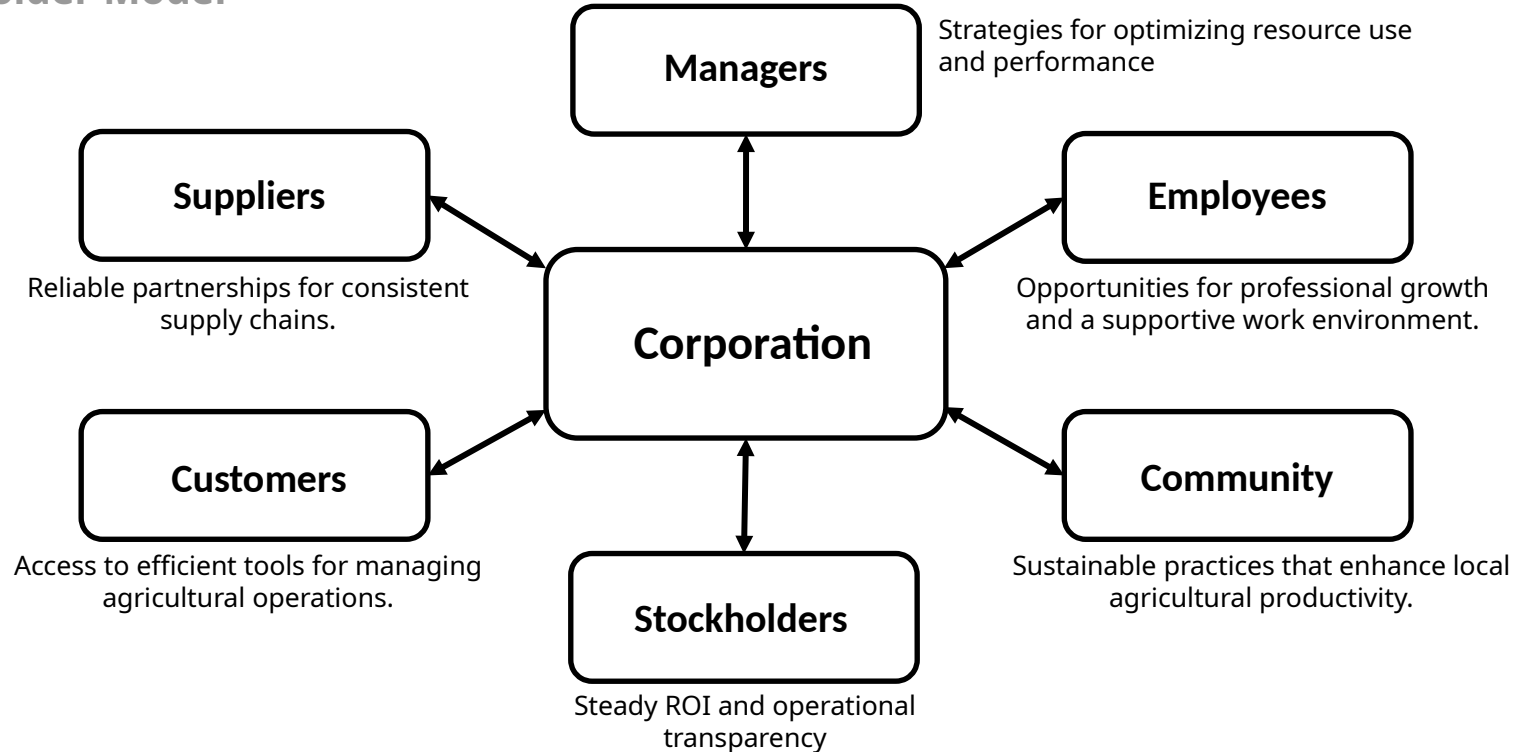 Model
Managers
Strategies for optimizing resource use
and performance
Suppliers
Employees
Reliable partnerships for consistent
supply chains.
Opportunities for professional growth
and a supportive work environment.
Corporation
Customers
Community
Access to efficient tools for managing
agricultural operations.
Sustainable practices that enhance local
agricultural productivity.
Stockholders
Steady ROI and operational
transparency